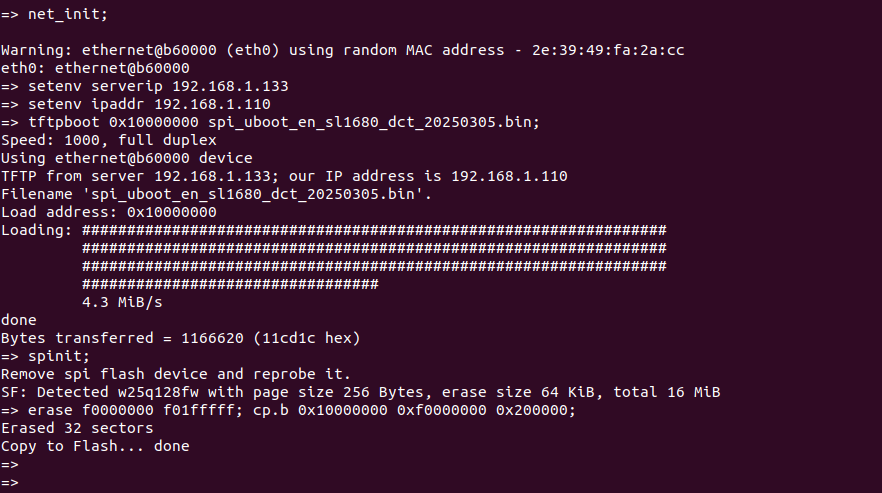 => net_init;
Warning: ethernet@b60000 (eth0) using random MAC address - 2e:39:49:fa:2a:cc
eth0: ethernet@b60000
=> setenv serverip 192.168.1.133
=> setenv ipaddr 192.168.1.110
=> tftpboot 0x10000000 spi_uboot_en_sl1680_dct_20250305.bin;
Speed: 1000, full duplex
Using ethernet@b60000 device
TFTP from server 192.168.1.133; our IP address is 192.168.1.110
Filename 'spi_uboot_en_sl1680_dct_20250305.bin'.
Load address: 0x10000000
Loading: #################################################################
#################################################################
#################################################################
#################################
4.3 MiB/s
done
Bytes transferred = 1166620 (11cd1c hex)
=> spinit;
Remove spi flash device and reprobe it.
SF: Detected w25q128fw with page size 256 Bytes, erase size 64 KiB, total 16 MiB
=> erase f0000000 f01fffff; cp.b 0x10000000 0xf0000000 0x200000;
Erased 32 sectors
Copy to Flash... done
=>
=>